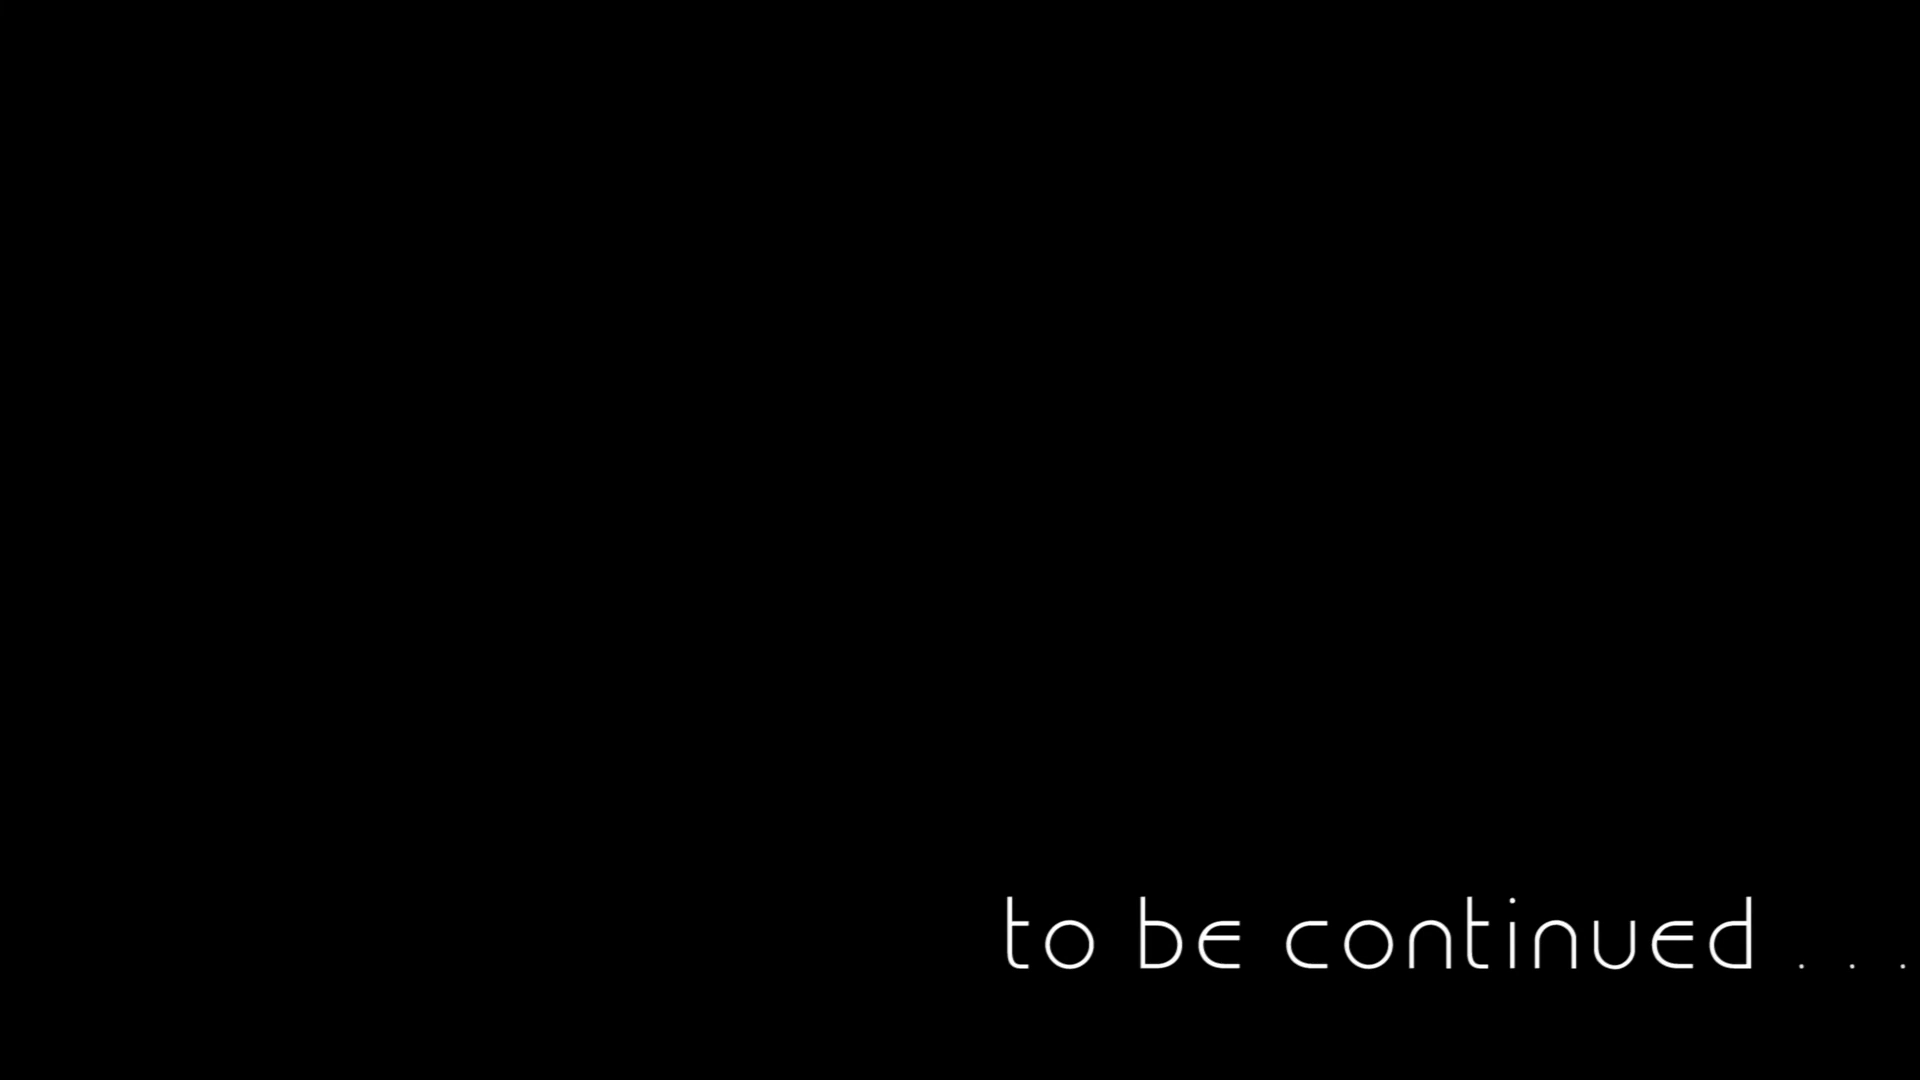 to be continued . . .